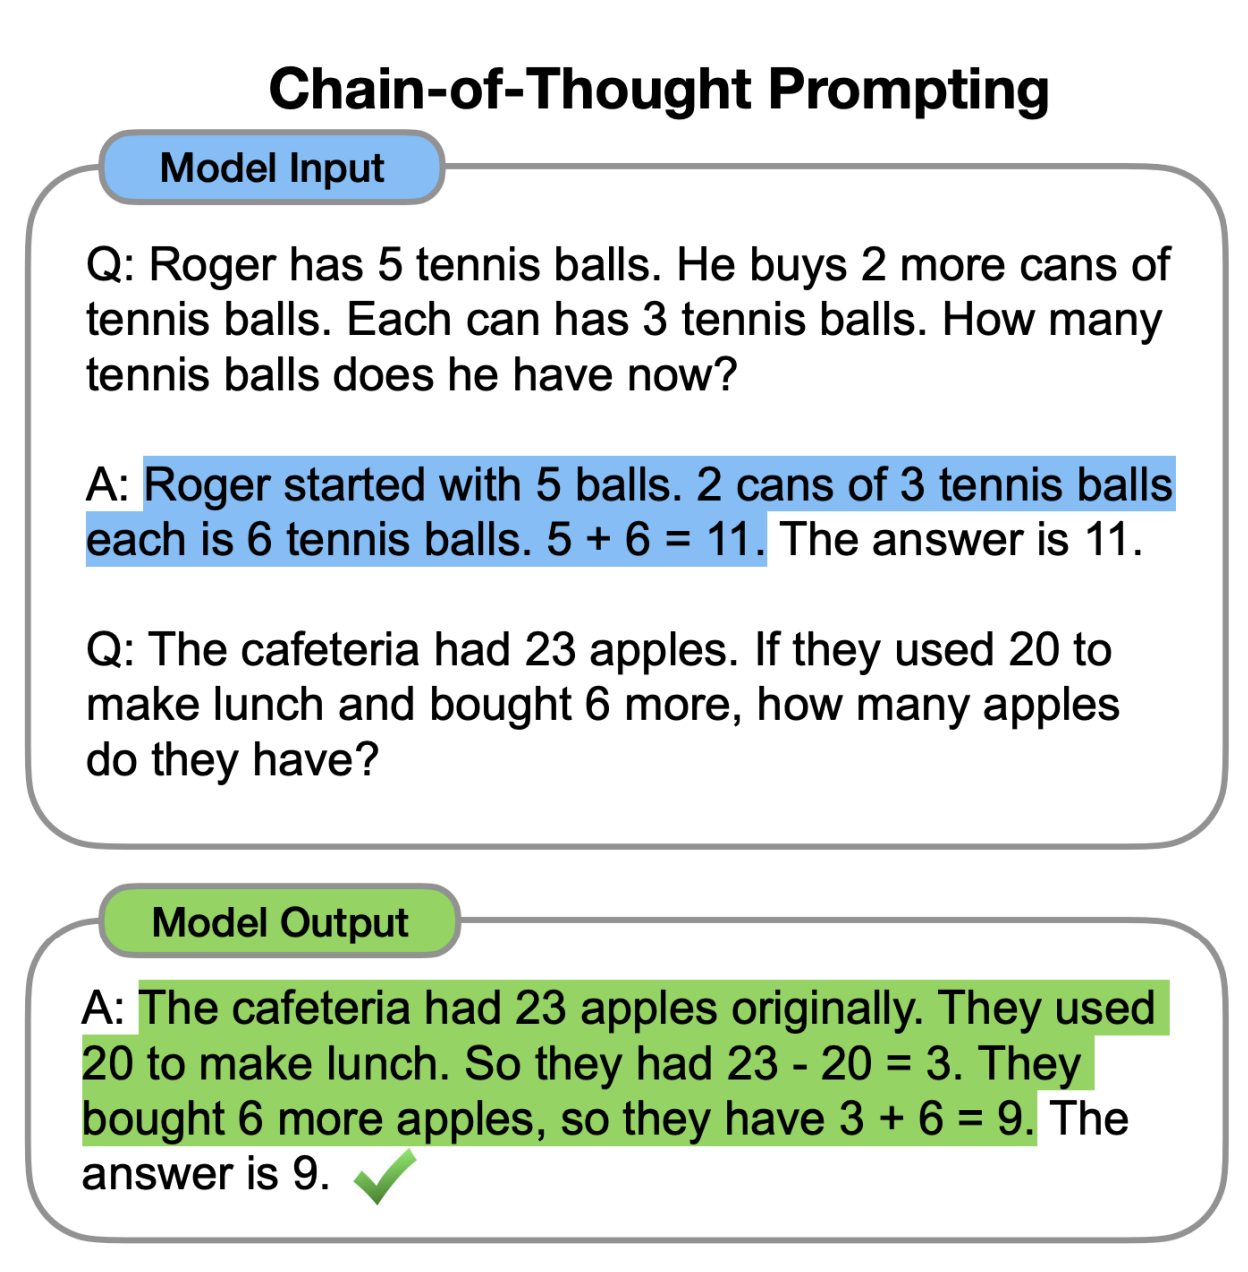 Chain-of-Thought Prompting
Model Input
Q: Roger has 5 tennis balls. He buys 2 more cans of
tennis balls. Each can has 3 tennis balls. How many
tennis balls does he have now?
A: Roger started with 5 balls. 2 cans of 3 tennis balls
each is 6 tennis balls. 5 + 6 = 11. The answer is 11.
Q: The cafeteria had 23 apples. If they used 20 to
make lunch and bought 6 more, how many apples
do they have?
Model Output
A: The cafeteria had 23 apples originally. They used
20 to make lunch. So they had 23 - 20 = 3. They
bought 6 more apples, so they have 3 + 6 = 9. The
answer is 9.